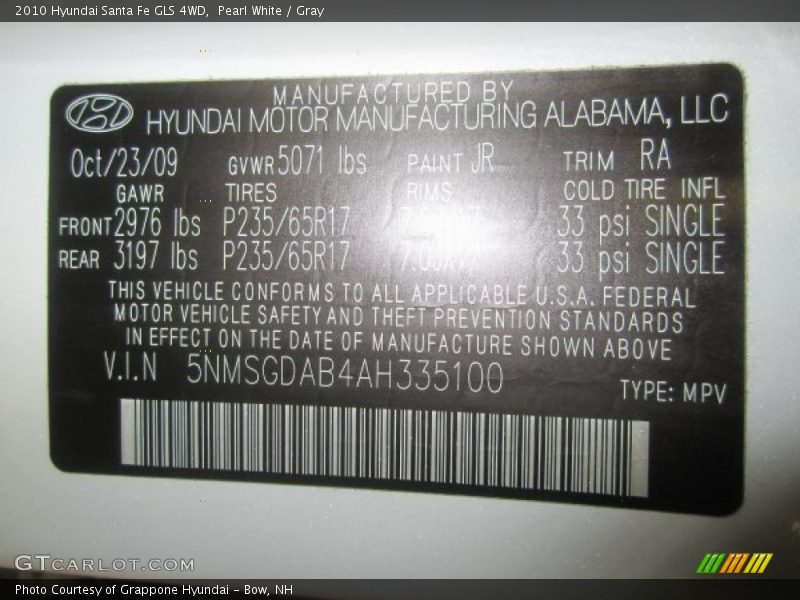 2010 Hyundai Santa Fe GLS 4WD,  Pearl White / Gray
MANUFACTURED BY
HYUNDAI MOTOR MANUFACTURING ALABAMA, LLC
Oct/23/09 GVWR 5071 lbs PAINT JR TRIM RA
GAWR TIRES RIMS COLD TIRE INFL
FRONT 2976 lbs P235/65R17 33 psi SINGLE
REAR 3197 lbs P235/65R17 33 psi SINGLE
THIS VEHICLE CONFORMS TO ALL APPLICABLE U.S.A. FEDERAL
MOTOR VEHICLE SAFETY AND THEFT PREVENTION STANDARDS
IN EFFECT ON THE DATE OF MANUFACTURE SHOWN ABOVE
V.I.N 5NMSGDAB4AH335100
TYPE: MPV
GTCARLOT.COM
Photo Courtesy of Grappone Hyundai - Bow, NH